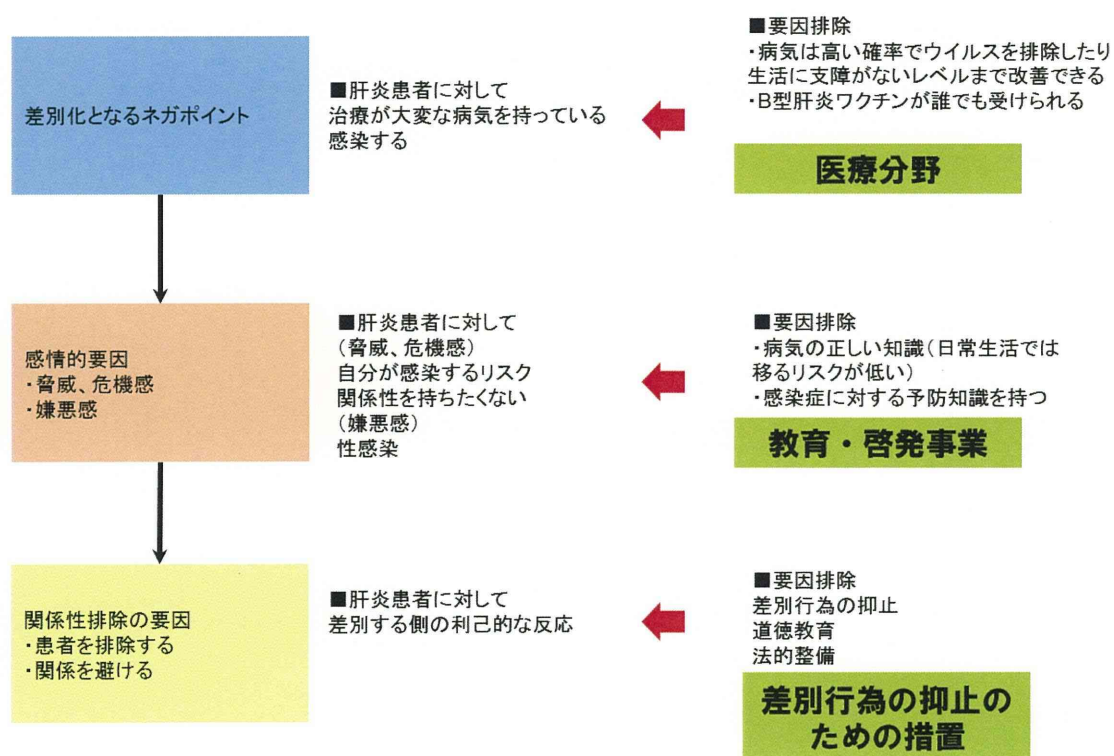 差別化となるネガポイント
■肝炎患者に対して
治療が大変な病気を持っている
感染する
■要因排除
・病気は高い確率でウイルスを排除したり
生活に支障がないレベルまで改善できる
・B型肝炎ワクチンが誰でも受けられる
医療分野
感情的要因
・脅威、危機感
・嫌悪感
■肝炎患者に対して
(脅威、危機感)
自分が感染するリスク
関係性を持ちたくない
(嫌悪感)
性感染
■要因排除
・病気の正しい知識(日常生活では
移るリスクが低い)
・感染症に対する予防知識を持つ
教育・啓発事業
関係性排除の要因
・患者を排除する
・関係を避ける
■肝炎患者に対して
差別する側の利己的な反応
■要因排除
差別行為の抑止
道徳教育
法的整備
差別行為の抑止の
ための措置